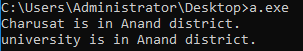 C:\Users\Administrator\Desktop>a.exe
Charusat is in Anand district.
university is in Anand district.